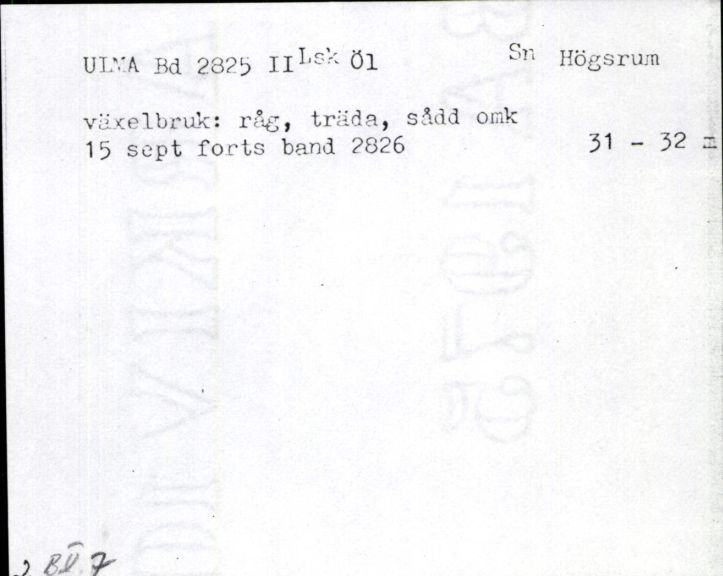 ULMA Bd 2825 II Lsk Öl Sn Högsrum
växelbruk: råg, träda, sådd omk
15 sept forts band 2826 31 - 32
7